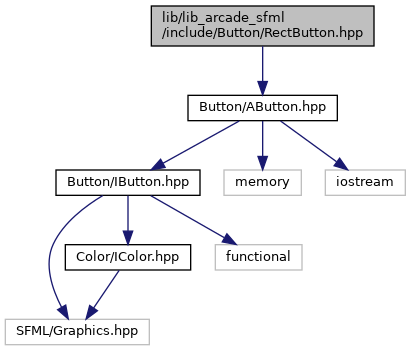 lib/lib_arcade_sfml
/include/Button/RectButton.hpp
Button/AButton.hpp
Button/IButton.hpp
memory
iostream
Color/IColor.hpp
functional
SFML/Graphics.hpp